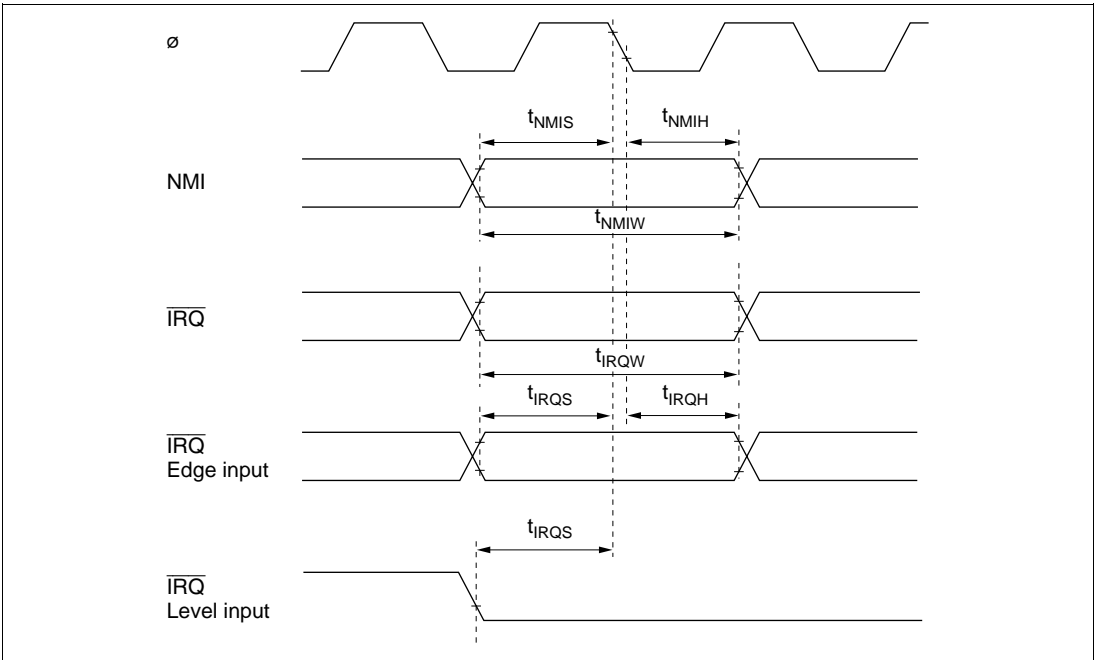 ø
tNMIS tNMIH
NMI
tNMIW
IRQ
tIRQW
tIRQS tIRQH
IRQ
Edge input
tIRQS
IRQ
Level input